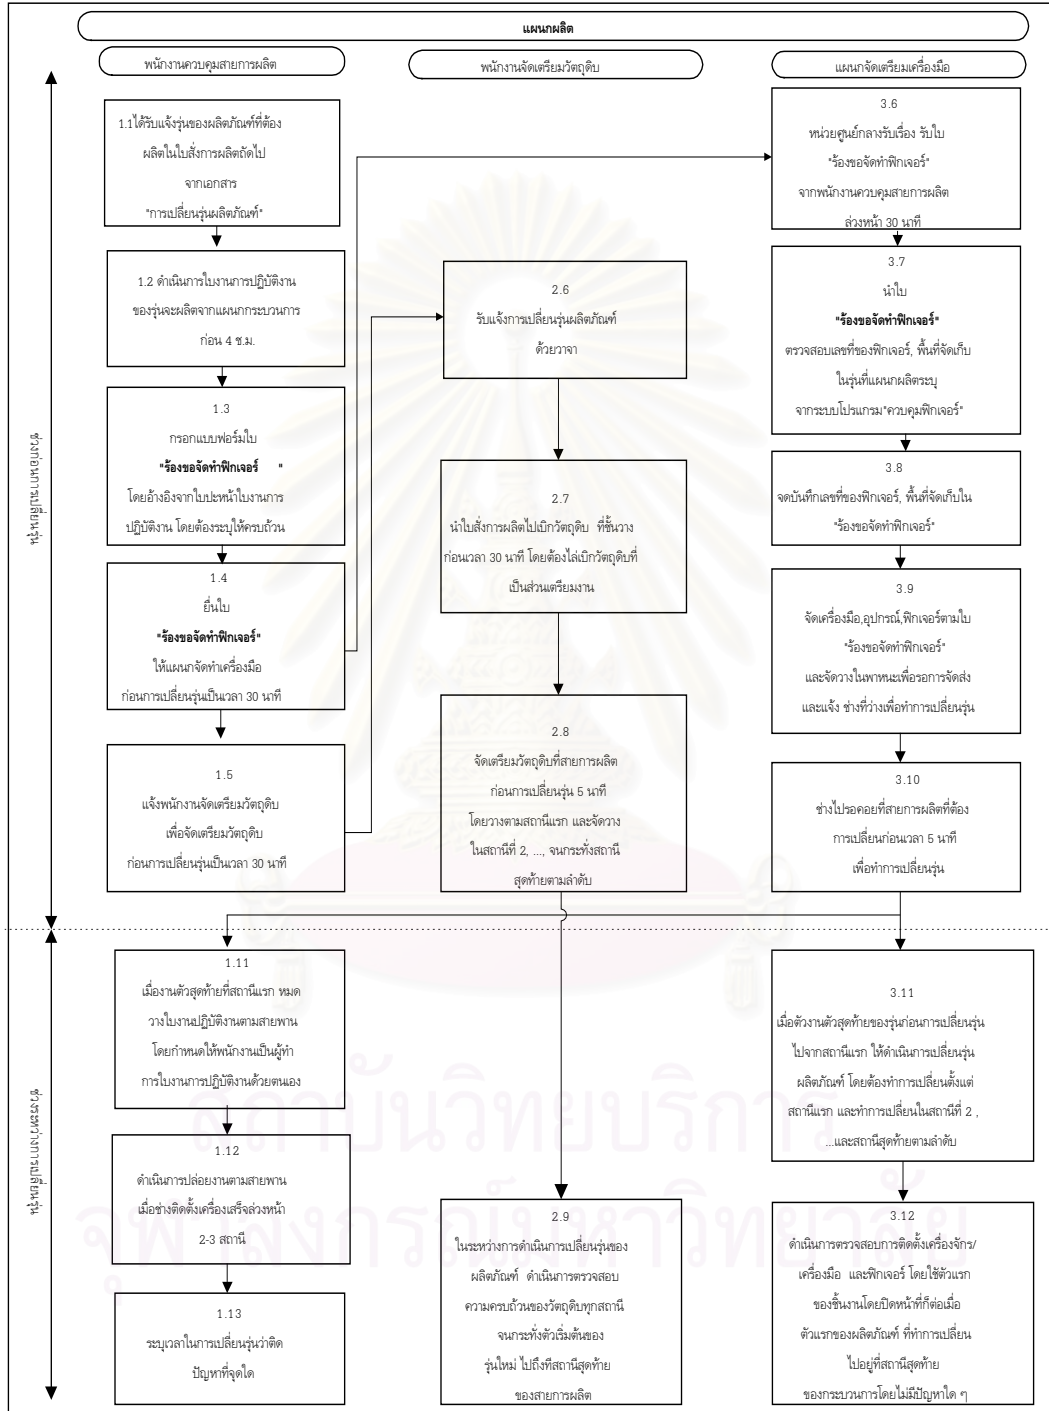 แผนกผลิต
พนักงานควบคุมสายการผลิต
พนักงานจัดเตรียมวัตถุดิบ
แผนกจัดเตรียมเครื่องมือ
ช่วงก่อนการเปลี่ยนรุ่น
1.1ได้รับแจ้งรุ่นของผลิตภัณฑ์ที่ต้อง
ผลิตในใบสั่งการผลิตถัดไป
จากเอกสาร
"การเปลี่ยนรุ่นผลิตภัณฑ์"
1.2 ดำเนินการใบงานการปฏิบัติงาน
ของรุ่นจะผลิตจากแผนกกระบวนการ
ก่อน 4 ช.ม.
1.3
กรอกแบบฟอร์มใบ
"ร้องขอจัดทำฟิกเจอร์ "
โดยอ้างอิงจากใบปะหน้าใบงานการ
ปฏิบัติงาน โดยต้องระบุให้ครบถ้วน
1.4
ยื่นใบ
"ร้องขอจัดทำฟิกเจอร์"
ให้แผนกจัดทำเครื่องมือ
ก่อนการเปลี่ยนรุ่นเป็นเวลา 30 นาที
1.5
แจ้งพนักงานจัดเตรียมวัตถุดิบ
เพื่อจัดเตรียมวัตถุดิบ
ก่อนการเปลี่ยนรุ่นเป็นเวลา 30 นาที
2.6
รับแจ้งการเปลี่ยนรุ่นผลิตภัณฑ์
ด้วยวาจา
2.7
นำใบสั่งการผลิตไปเบิกวัตถุดิบ ที่ชั้นวาง
ก่อนเวลา 30 นาที โดยต้องไล่เบิกวัตถุดิบที่
เป็นส่วนเตรียมงาน
2.8
จัดเตรียมวัตถุดิบที่สายการผลิต
ก่อนการเปลี่ยนรุ่น 5 นาที
โดยวางตามสถานีแรก และจัดวาง
ในสถานีที่ 2, ..., จนกระทั่งสถานี
สุดท้ายตามลำดับ
3.6
หน่วยศูนย์กลางรับเรื่อง รับใบ
"ร้องขอจัดทำฟิกเจอร์"
จากพนักงานควบคุมสายการผลิต
ล่วงหน้า 30 นาที
3.7
นำใบ
"ร้องขอจัดทำฟิกเจอร์"
ตรวจสอบเลขที่ของฟิกเจอร์, พื้นที่จัดเก็บ
ในรุ่นที่แผนกผลิตระบุ
จากระบบโปรแกรม"ควบคุมฟิกเจอร์"
3.8
จดบันทึกเลขที่ของฟิกเจอร์, พื้นที่จัดเก็บใน
"ร้องขอจัดทำฟิกเจอร์"
3.9
จัดเครื่องมือ,อุปกรณ์,ฟิกเจอร์ตามใบ
"ร้องขอจัดทำฟิกเจอร์"
และจัดวางในพาหนะเพื่อรอการจัดส่ง
และแจ้ง ช่างที่ว่างเพื่อทำการเปลี่ยนรุ่น
3.10
ช่างไปรอคอยที่สายการผลิตที่ต้อง
การเปลี่ยนก่อนเวลา 5 นาที
เพื่อทำการเปลี่ยนรุ่น
ช่วงระหว่างการเปลี่ยนรุ่น
1.11
เมื่องานตัวสุดท้ายที่สถานีแรก หมด
วางใบงานปฏิบัติงานตามสายพาน
โดยกำหนดให้พนักงานเป็นผู้ทำ
การใบงานการปฏิบัติงานด้วยตนเอง
1.12
ดำเนินการปล่อยงานตามสายพาน
เมื่อช่างติดตั้งเครื่องเสร็จล่วงหน้า
2-3 สถานี
1.13
ระบุเวลาในการเปลี่ยนรุ่นว่าติด
ปัญหาที่จุดใด
2.9
ในระหว่างการดำเนินการเปลี่ยนรุ่นของ
ผลิตภัณฑ์ ดำเนินการตรวจสอบ
ความครบถ้วนของวัตถุดิบทุกสถานี
จนกระทั่งตัวเริ่มต้นของ
รุ่นใหม่ ไปถึงที่สถานีสุดท้าย
ของสายการผลิต
3.11
เมื่อตัวงานตัวสุดท้ายของรุ่นก่อนการเปลี่ยนรุ่น
ไปจากสถานีแรก ให้ดำเนินการเปลี่ยนรุ่น
ผลิตภัณฑ์ โดยต้องทำการเปลี่ยนตั้งแต่
สถานีแรก และทำการเปลี่ยนในสถานีที่ 2 ,
...และสถานีสุดท้ายตามลำดับ
3.12
ดำเนินการตรวจสอบการติดตั้งเครื่องจักร/
เครื่องมือ และฟิกเจอร์ โดยใช้ตัวแรก
ของชิ้นงานโดยปิดหน้าที่ก็ต่อเมื่อ
ตัวแรกของผลิตภัณฑ์ ที่ทำการเปลี่ยน
ไปอยู่ที่สถานีสุดท้าย
ของกระบวนการโดยไม่มีปัญหาใด ๆ
สถาบันวิทยบริการ
จุฬาลงกรณ์มหาวิทยาลัย